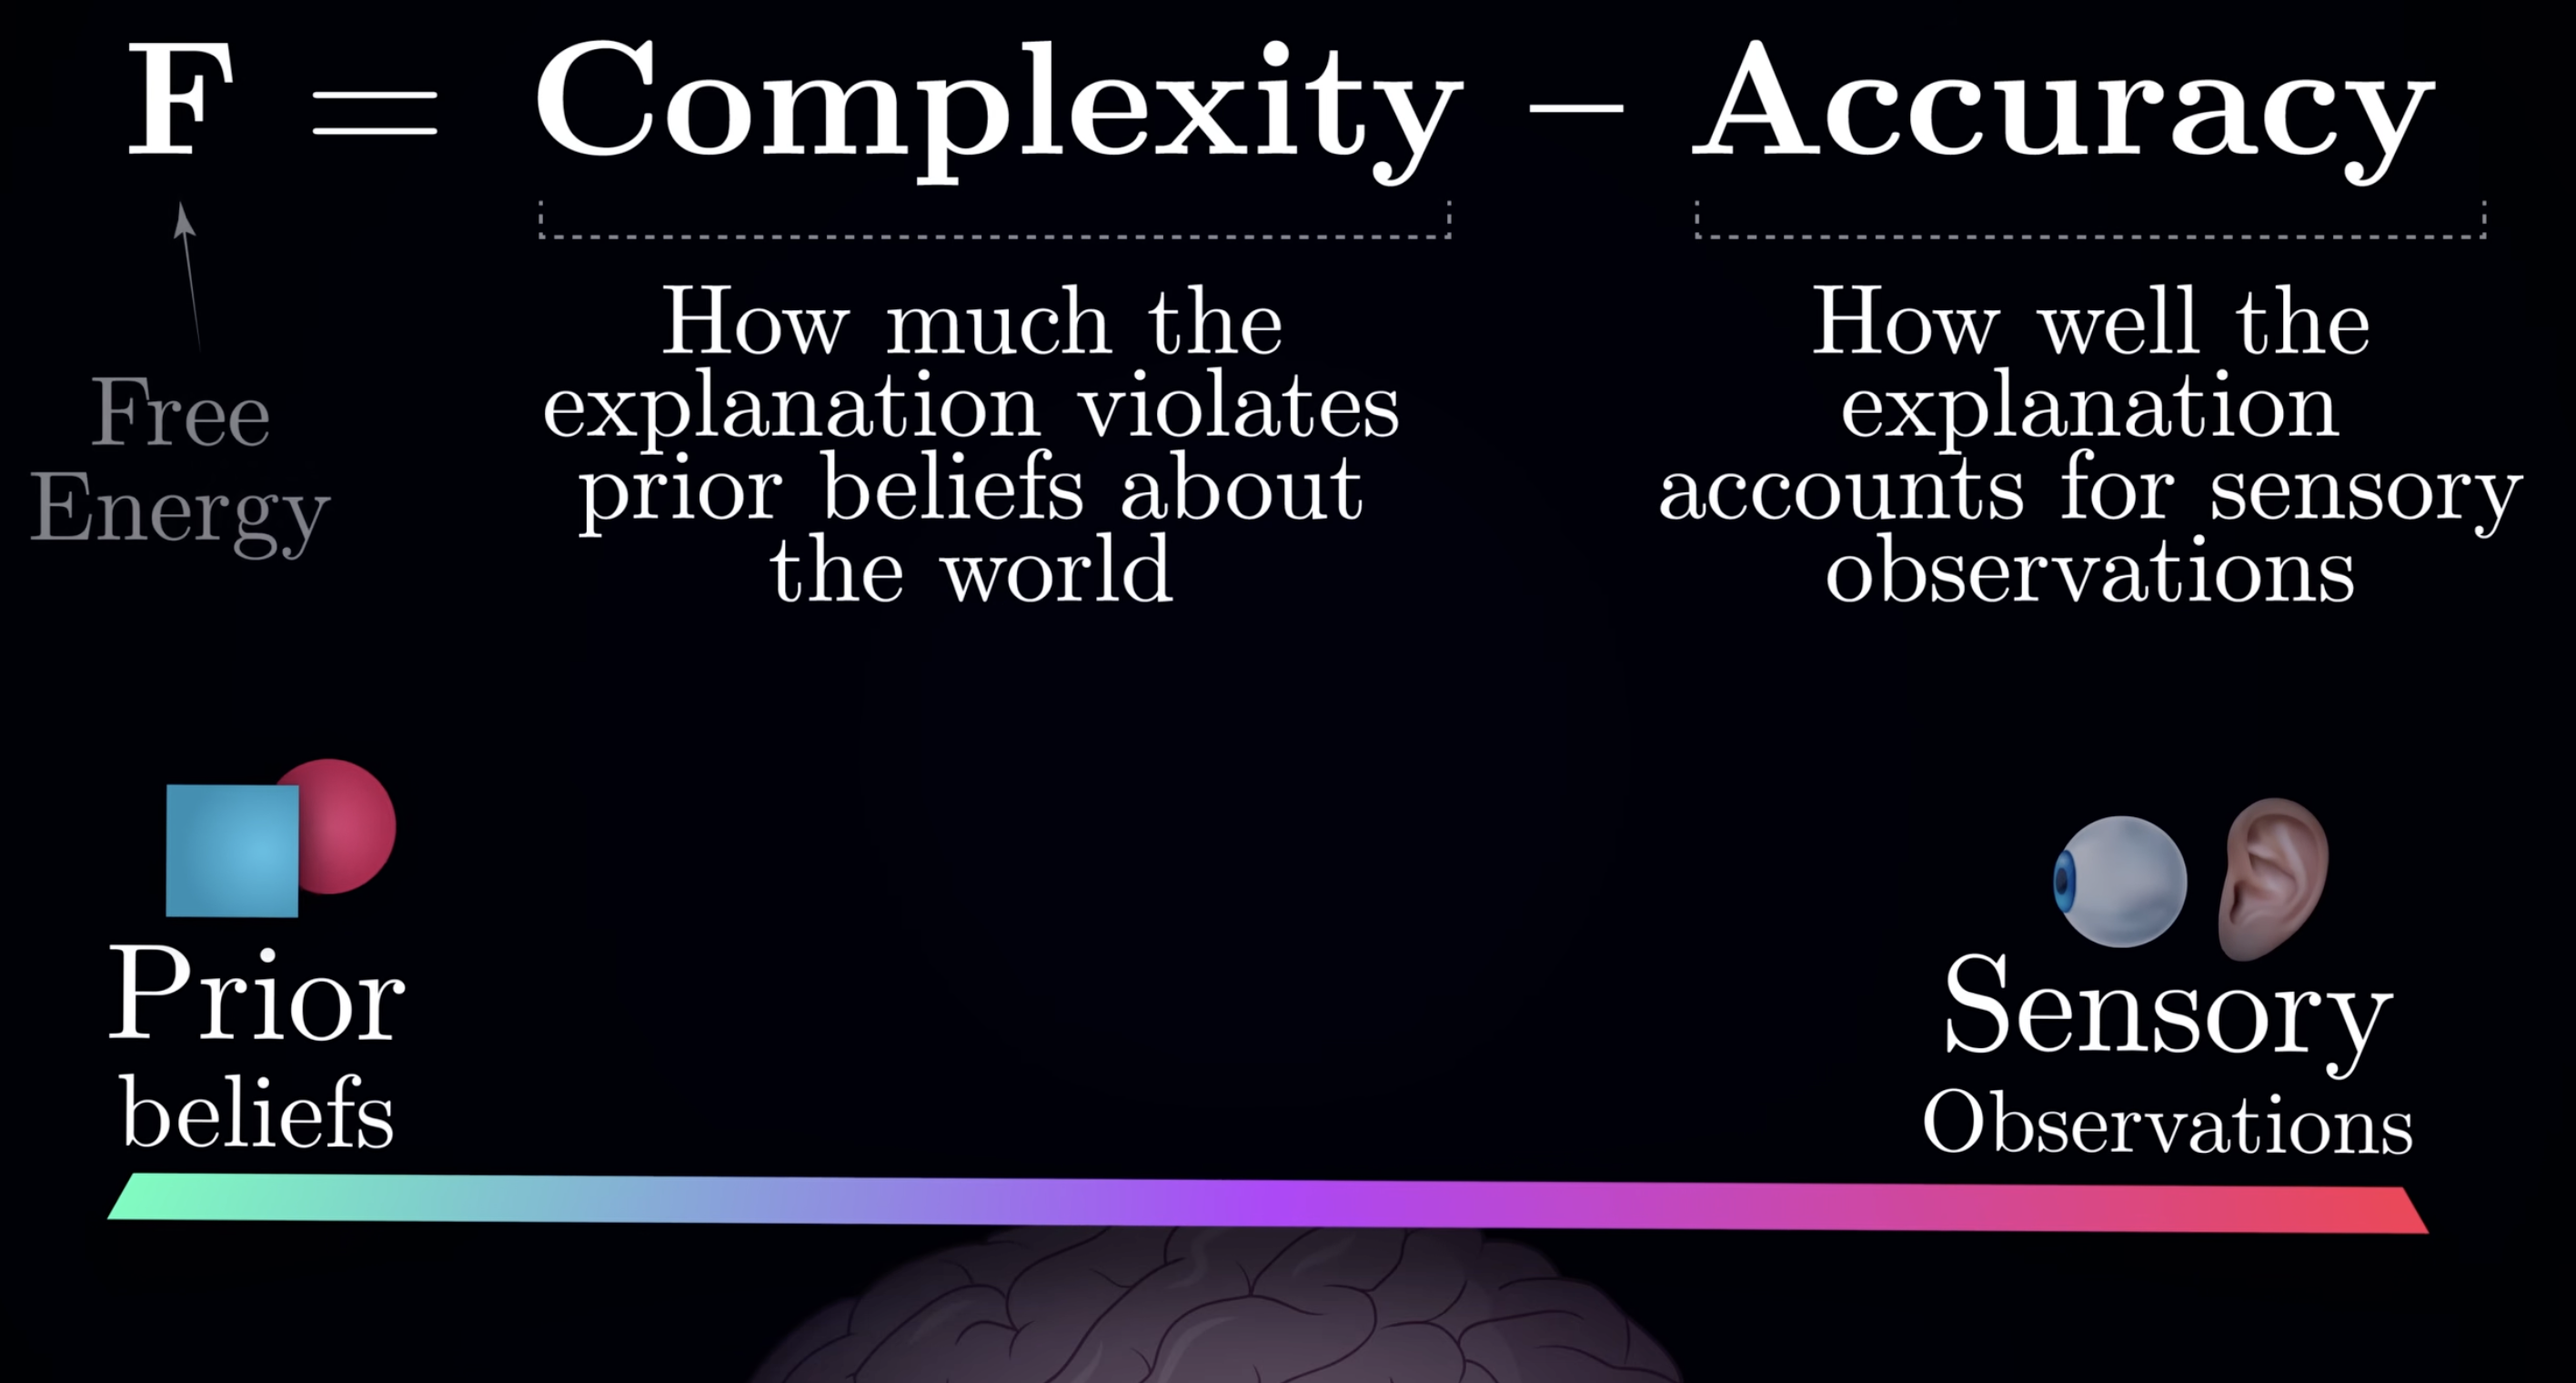 F = Complexity − Accuracy
Free
Energy
How much the
explanation violates
prior beliefs about
the world
How well the
explanation
accounts for sensory
observations
Prior
beliefs
Sensory
Observations